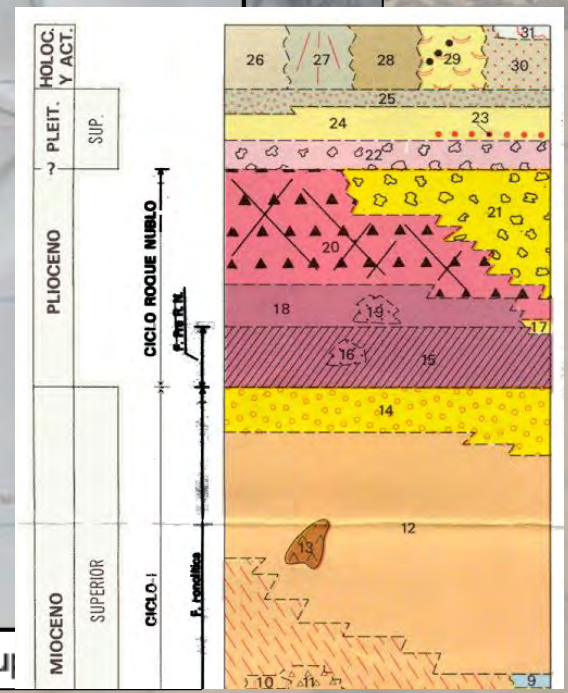 HOLOC.
Y ACT.
PLEIT.
SUP.
?
PLIOCENO
MIOCENO
SUPERIOR
CICLO ROQUE NUBLO
CICLO-I
F. fonolítica
26
27
28
29
30
31
25
24
23
22
21
20
18
19
17
16
15
14
12
13
10
11
9